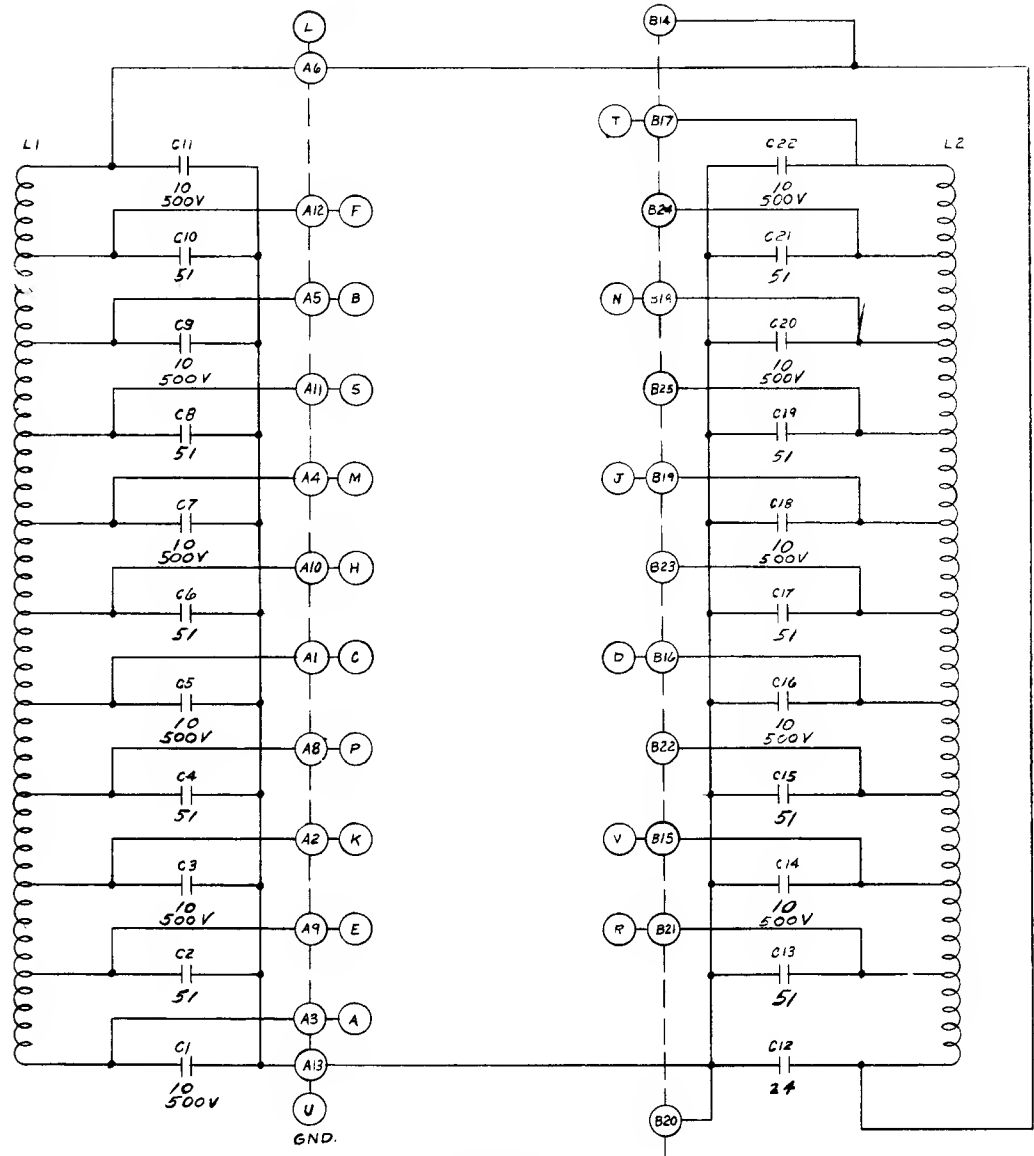 L B14
A6
T B17
L1 C11 C22 L2
10 10
500V 500V
A12 F B24
C10 C21
51 51
A5 B N B18
C9 C20
10 10
500V 500V
A11 S B25
C8 C19
51 51
A4 M J B19
C7 C18
10 10
500V 500V
A10 H B23
C6 C17
51 51
A1 C D B16
C5 C16
10 10
500V 500V
A8 P B22
C4 C15
51 51
A2 K V B15
C3 C14
10 10
500V 500V
A9 E R B21
C2 C13
51 51
A3 A
C1 A13 C12
10 24
500V
U B20
GND.